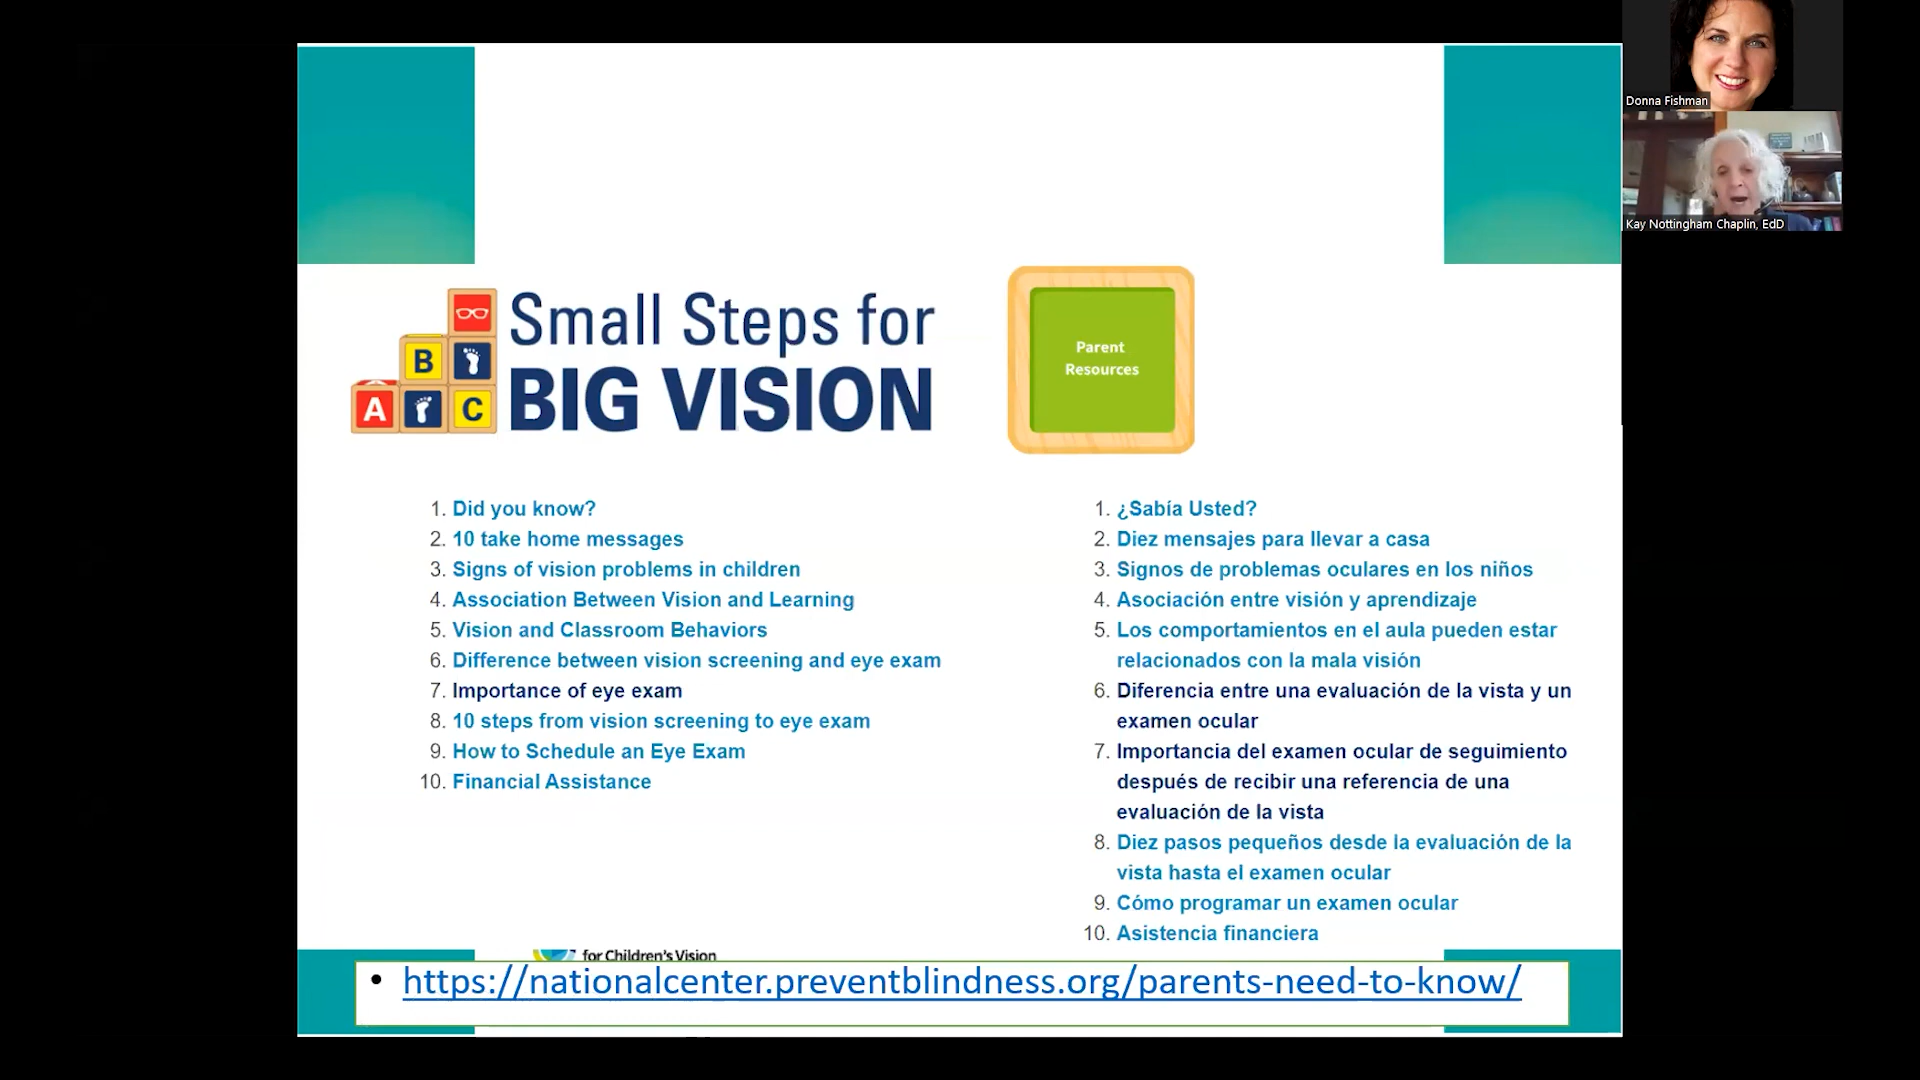 Donna Fishman
Kay Nottingham Chaplin, EdD
Small Steps for
BIG VISION
B
A
C
Parent
Resources
1. Did you know?
2. 10 take home messages
3. Signs of vision problems in children
4. Association Between Vision and Learning
5. Vision and Classroom Behaviors
6. Difference between vision screening and eye exam
7. Importance of eye exam
8. 10 steps from vision screening to eye exam
9. How to Schedule an Eye Exam
10. Financial Assistance
1. ¿Sabía Usted?
2. Diez mensajes para llevar a casa
3. Signos de problemas oculares en los niños
4. Asociación entre visión y aprendizaje
5. Los comportamientos en el aula pueden estar
relacionados con la mala visión
6. Diferencia entre una evaluación de la vista y un
examen ocular
7. Importancia del examen ocular de seguimiento
después de recibir una referencia de una
evaluación de la vista
8. Diez pasos pequeños desde la evaluación de la
vista hasta el examen ocular
9. Cómo programar un examen ocular
10. Asistencia financiera
for Children's Vision
• https://nationalcenter.preventblindness.org/parents-need-to-know/